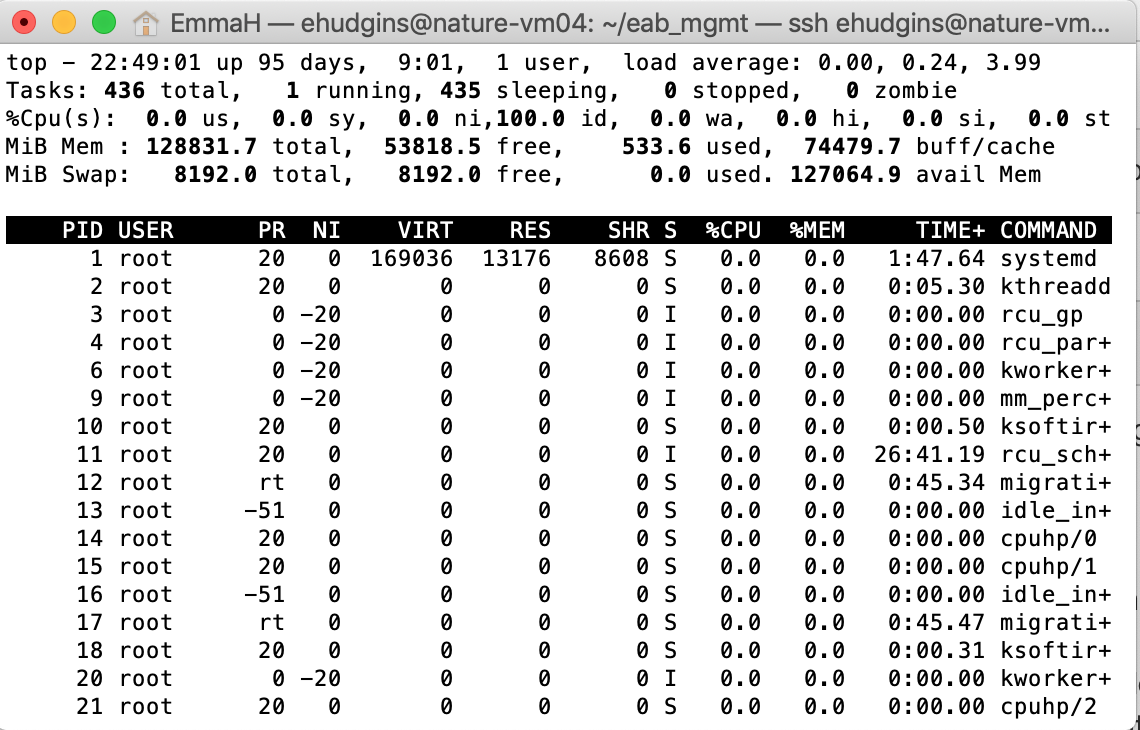 EmmaH — ehudgins@nature-vm04: ~/eab_mgmt — ssh ehudgins@nature-vm...
top - 22:49:01 up 95 days,  9:01,  1 user,  load average: 0.00, 0.24, 3.99
Tasks: 436 total,   1 running, 435 sleeping,   0 stopped,   0 zombie
%Cpu(s):  0.0 us,  0.0 sy,  0.0 ni,100.0 id,  0.0 wa,  0.0 hi,  0.0 si,  0.0 st
MiB Mem : 128831.7 total,  53818.5 free,    533.6 used,  74479.7 buff/cache
MiB Swap:   8192.0 total,   8192.0 free,      0.0 used. 127064.9 avail Mem
PID USER      PR  NI    VIRT    RES    SHR S  %CPU  %MEM     TIME+ COMMAND
1 root      20   0  169036  13176   8608 S   0.0   0.0   1:47.64 systemd
2 root      20   0       0      0      0 S   0.0   0.0   0:05.30 kthreadd
3 root       0 -20       0      0      0 I   0.0   0.0   0:00.00 rcu_gp
4 root       0 -20       0      0      0 I   0.0   0.0   0:00.00 rcu_par+
6 root       0 -20       0      0      0 I   0.0   0.0   0:00.00 kworker+
9 root       0 -20       0      0      0 I   0.0   0.0   0:00.00 mm_perc+
10 root      20   0       0      0      0 S   0.0   0.0   0:00.50 ksoftir+
11 root      20   0       0      0      0 I   0.0   0.0  26:41.19 rcu_sch+
12 root      rt   0       0      0      0 S   0.0   0.0   0:45.34 migrati+
13 root     -51   0       0      0      0 S   0.0   0.0   0:00.00 idle_in+
14 root      20   0       0      0      0 S   0.0   0.0   0:00.00 cpuhp/0
15 root      20   0       0      0      0 S   0.0   0.0   0:00.00 cpuhp/1
16 root     -51   0       0      0      0 S   0.0   0.0   0:00.00 idle_in+
17 root      rt   0       0      0      0 S   0.0   0.0   0:45.47 migrati+
18 root      20   0       0      0      0 S   0.0   0.0   0:00.31 ksoftir+
20 root       0 -20       0      0      0 I   0.0   0.0   0:00.00 kworker+
21 root      20   0       0      0      0 S   0.0   0.0   0:00.00 cpuhp/2